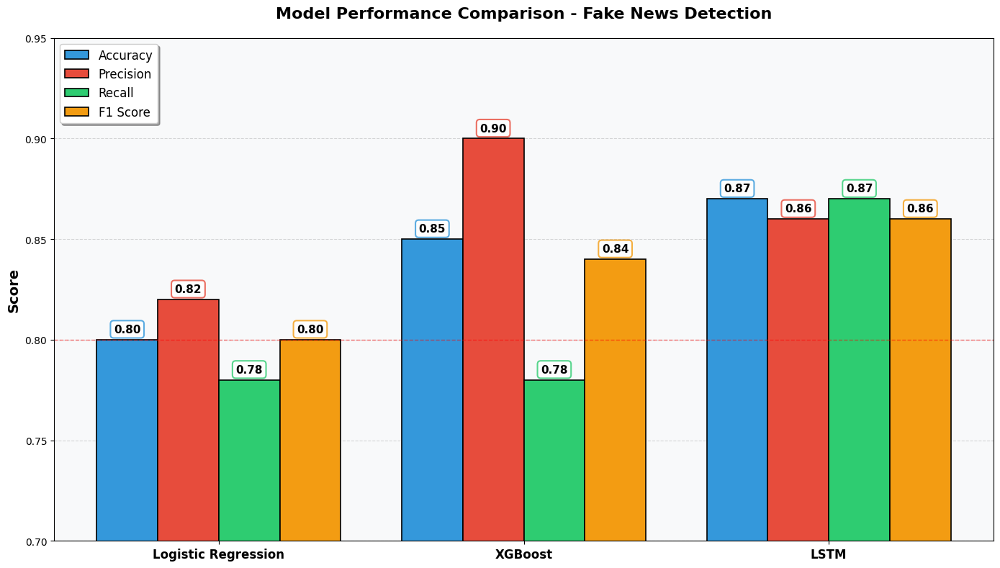 Model Performance Comparison - Fake News Detection
0.95
Accuracy
Precision
Recall
F1 Score
0.90
0.90
0.87
0.87
0.86
0.86
0.85
0.85
0.84
0.82
0.80
0.80
0.80
0.78
0.78
0.75
0.70
Score
Logistic Regression
XGBoost
LSTM